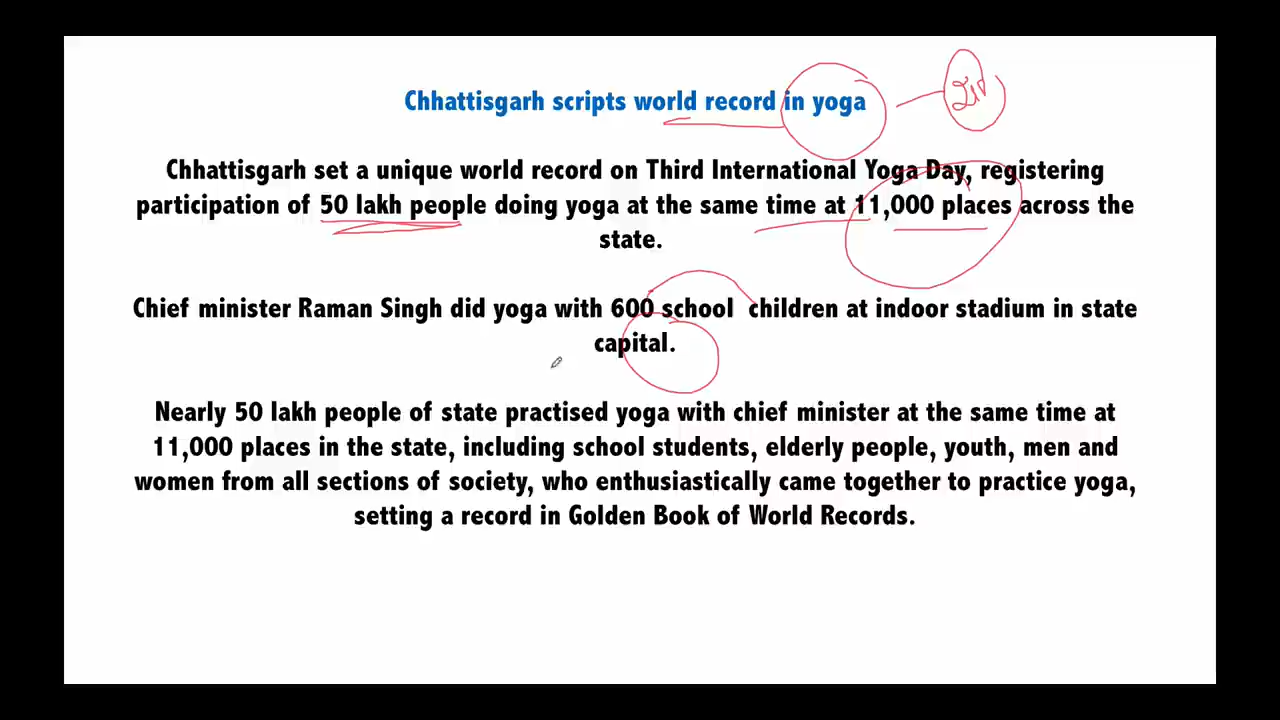 Chhattisgarh scripts world record in yoga
Chhattisgarh set a unique world record on Third International Yoga Day, registering
participation of 50 lakh people doing yoga at the same time at 11,000 places across the
state.
Chief minister Raman Singh did yoga with 600 school children at indoor stadium in state
capital.
Nearly 50 lakh people of state practised yoga with chief minister at the same time at
11,000 places in the state, including school students, elderly people, youth, men and
women from all sections of society, who enthusiastically came together to practice yoga,
setting a record in Golden Book of World Records.